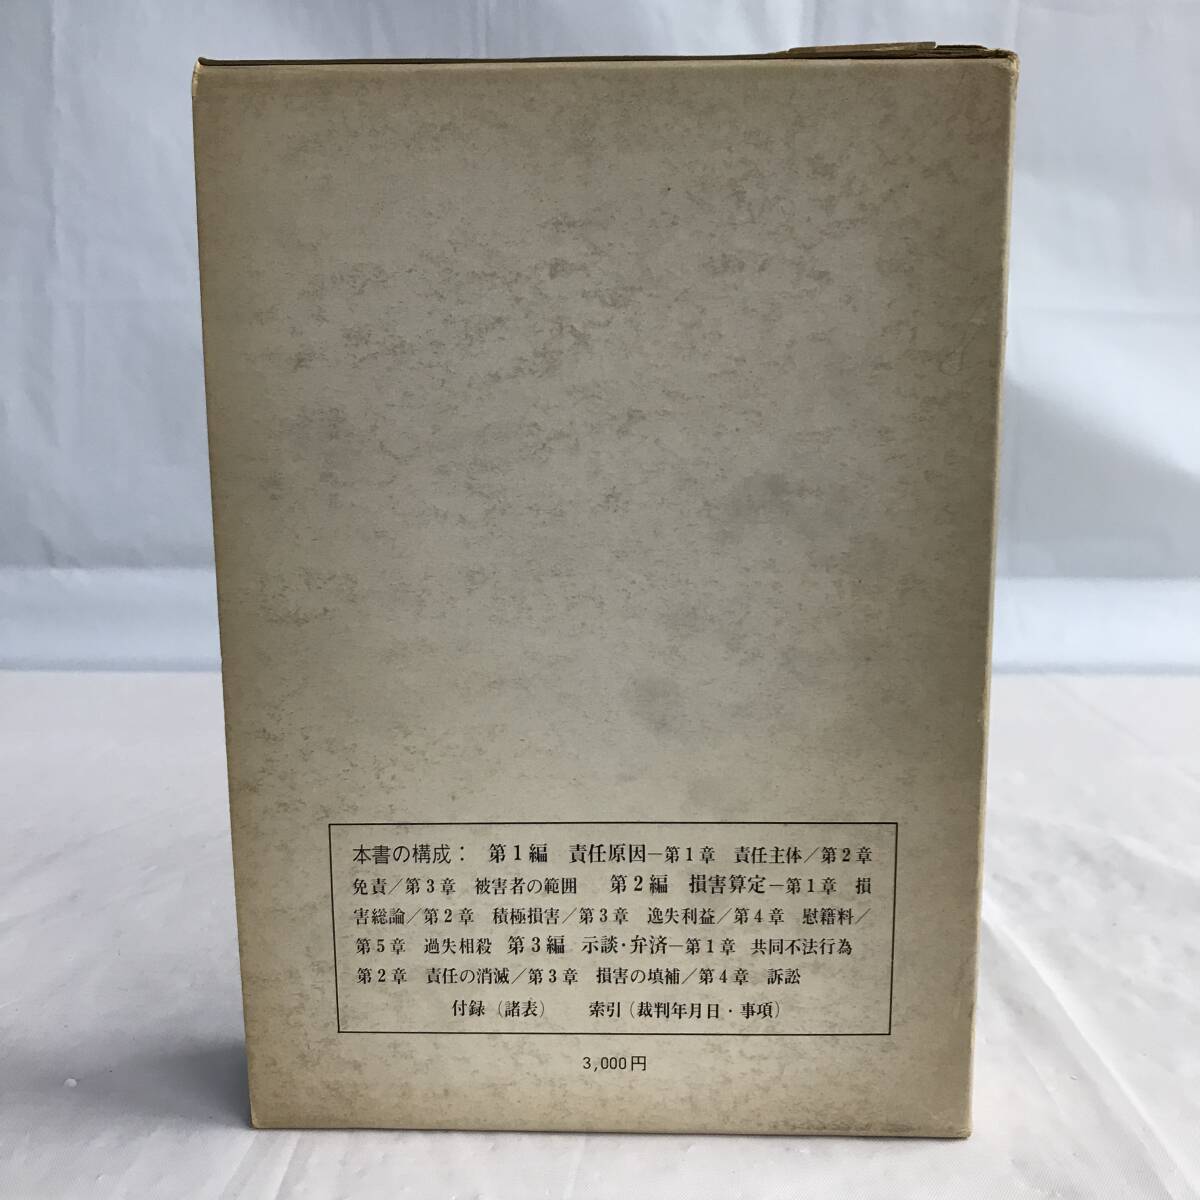 本書の構成： 第1編 責任原因―第1章 責任主体／第2章
免責／第3章 被害者の範囲 第2編 損害算定―第1章 損
害総論／第2章 積極損害／第3章 逸失利益／第4章 慰籍料／
第5章 過失相殺 第3編 示談・弁済―第1章 共同不法行為
第2章 責任の消滅／第3章 損害の填補／第4章 訴訟
付録（諸表） 索引（裁判年月日・事項）
3,000円